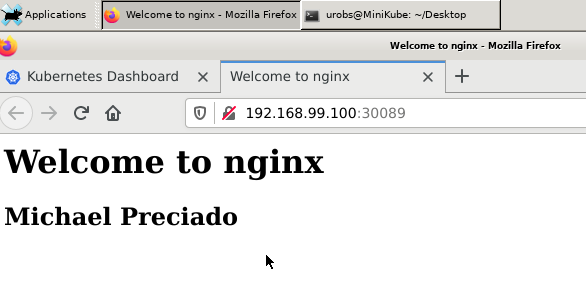 Applications
Welcome to nginx - Mozilla Firefox
urobs@MiniKube: ~/Desktop
Welcome to nginx - Mozilla Firefox
Kubernetes Dashboard
Welcome to nginx
192.168.99.100:30089
Welcome to nginx
Michael Preciado